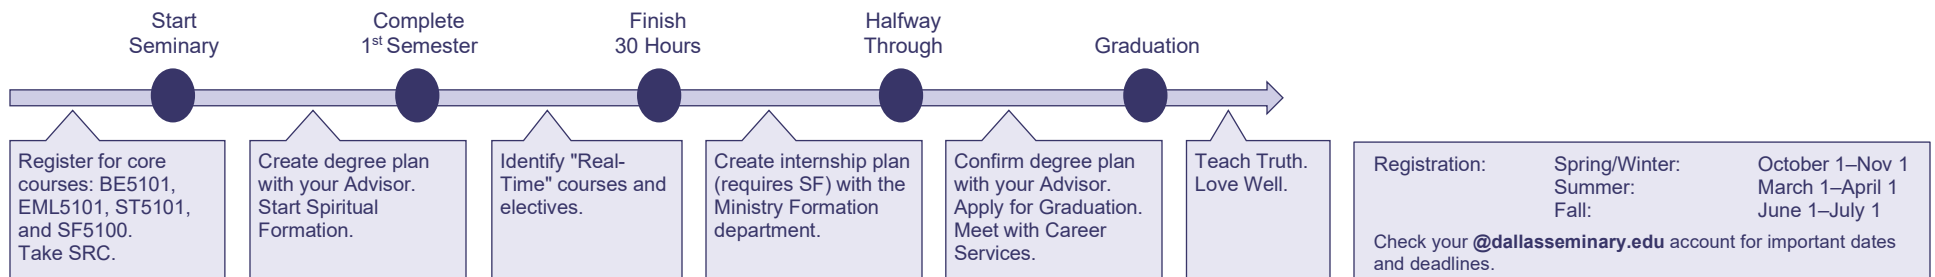 Start
Seminary
Complete
1st Semester
Finish
30 Hours
Halfway
Through
Graduation
Register for core
courses: BE5101,
EML5101, ST5101,
and SF5100.
Take SRC.
Create degree plan
with your Advisor.
Start Spiritual
Formation.
Identify "Real-
Time" courses and
electives.
Create internship plan
(requires SF) with the
Ministry Formation
department.
Confirm degree plan
with your Advisor.
Apply for Graduation.
Meet with Career
Services.
Teach Truth.
Love Well.
Registration: Spring/Winter: October 1–Nov 1
Summer: March 1–April 1
Fall: June 1–July 1
Check your @dallasseminary.edu account for important dates
and deadlines.